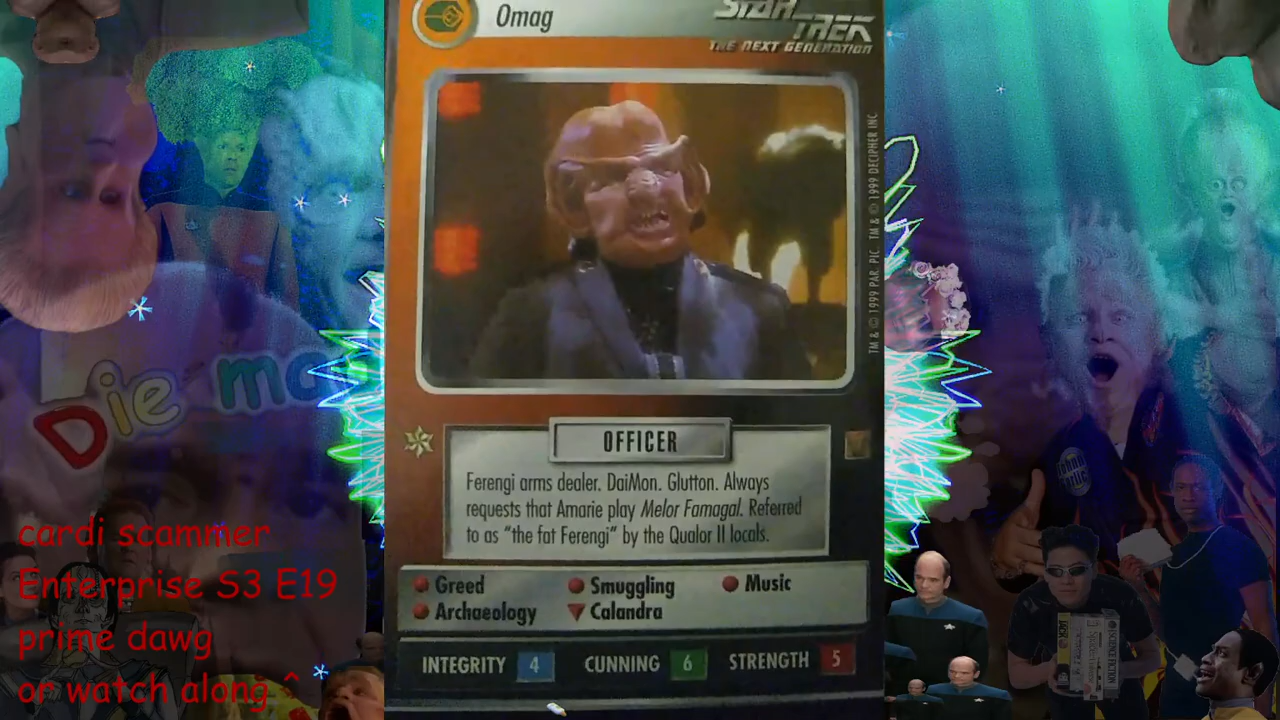 Omag
STAR TREK
THE NEXT GENERATION
TM & © 1999 PAR. PIC. TM & © 1999 DECIPHER INC
Die
OFFICER
Ferengi arms dealer. DaiMon. Glutton. Always
requests that Amarie play Melor Famagal. Referred
to as "the fat Ferengi" by the Qualor II locals.
Greed Smuggling Music
Archaeology Calandra
INTEGRITY 4 CUNNING 6 STRENGTH 5
cardi scammer
Enterprise S3 E19
prime dawg
or watch along ^
SCIENCE FICTION